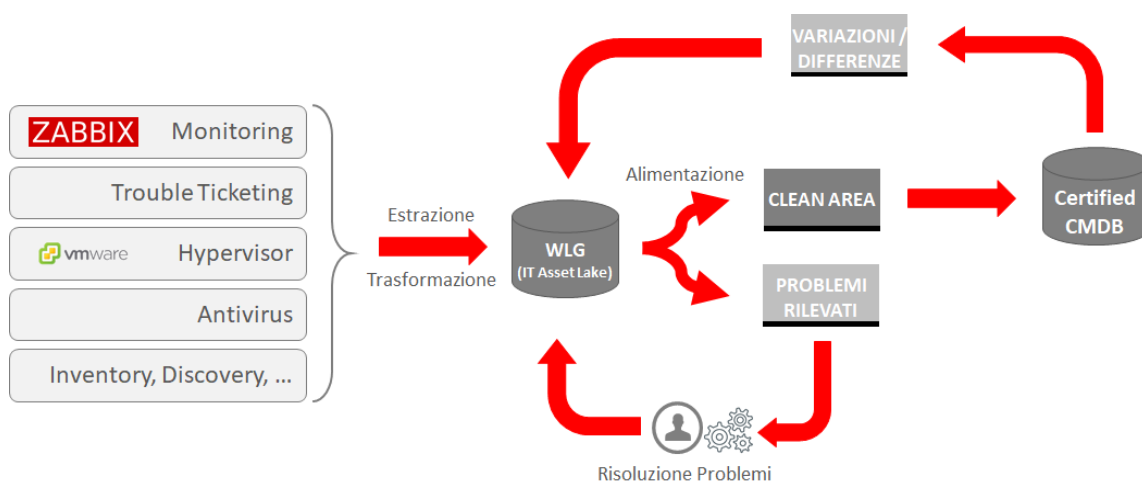 VARIAZIONI /
DIFFERENZE
ZABBIX Monitoring
Trouble Ticketing
vmware Hypervisor
Antivirus
Inventory, Discovery, ...
Estrazione
Trasformazione
WLG
(IT Asset Lake)
Alimentazione
CLEAN AREA
PROBLEMI
RILEVATI
Certified
CMDB
Risoluzione Problemi